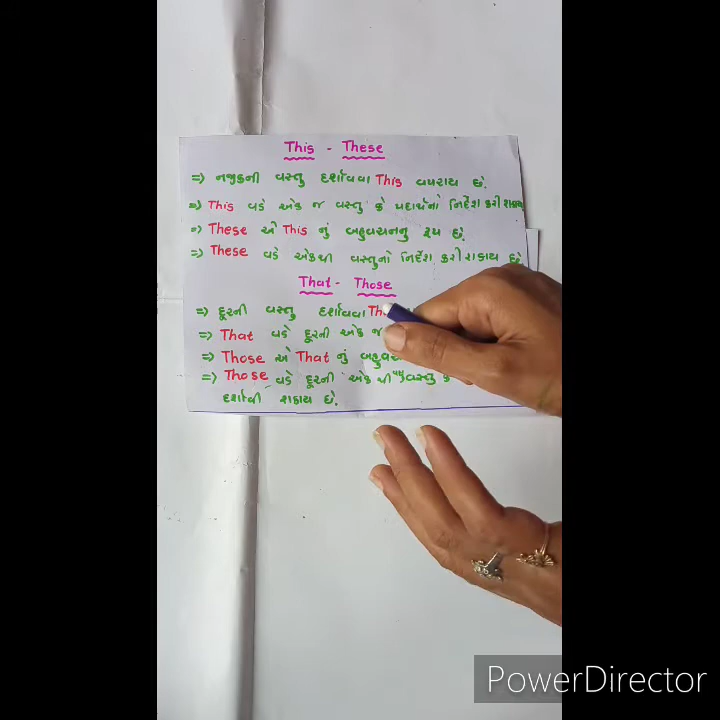 This - These
=> નજીકની વસ્તુ દર્શાવવા This વપરાય છે.
=> This વડે એક જ વસ્તુ કે પદાર્થનો નિર્દેશ કરી શકાય
=> These એ This નું બહુવચનનુ રૂપ છે.
=> These વડે એકથી વસ્તુનો નિર્દેશ કરી શકાય છે
That - Those
=> દૂરની વસ્તુ દર્શાવવા
=> That વડે દૂરની એક જ
=> Those એ That નું
=> Those વડે દૂરની એક થી વસ્તુ કે
દર્શાવી શકાય છે.
PowerDirector